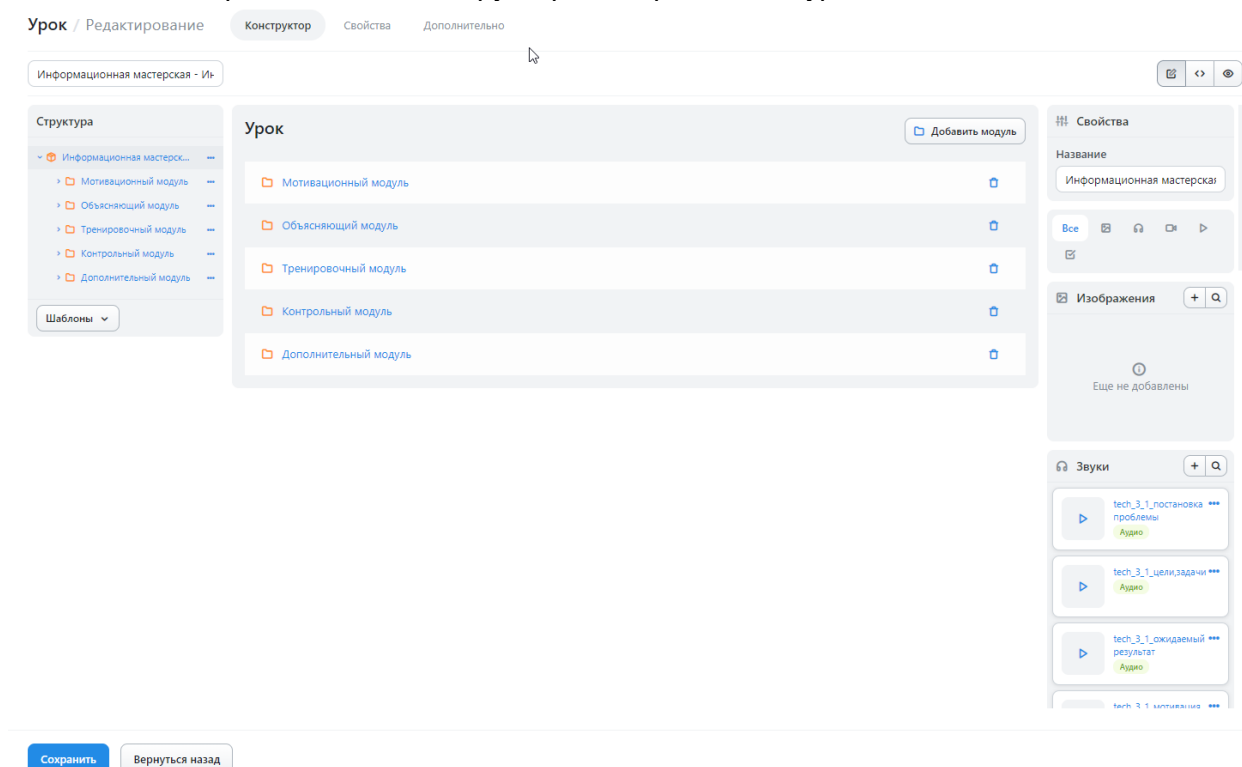 Урок / Редактирование
Конструктор
Свойства
Дополнительно
Информационная мастерская - Ин
Структура
Информационная мастерск...
Мотивационный модуль
Объясняющий модуль
Тренировочный модуль
Контрольный модуль
Дополнительный модуль
Шаблоны
Урок
Добавить модуль
Мотивационный модуль
Объясняющий модуль
Тренировочный модуль
Контрольный модуль
Дополнительный модуль
Свойства
Название
Информационная мастерская
Все
Изображения
Еще не добавлены
Звуки
tech_3_1_постановка
проблемы
Аудио
tech_3_1_цели,задачи
Аудио
tech_3_1_ожидаемый
результат
Аудио
tech_3_1_мотивация
Сохранить
Вернуться назад